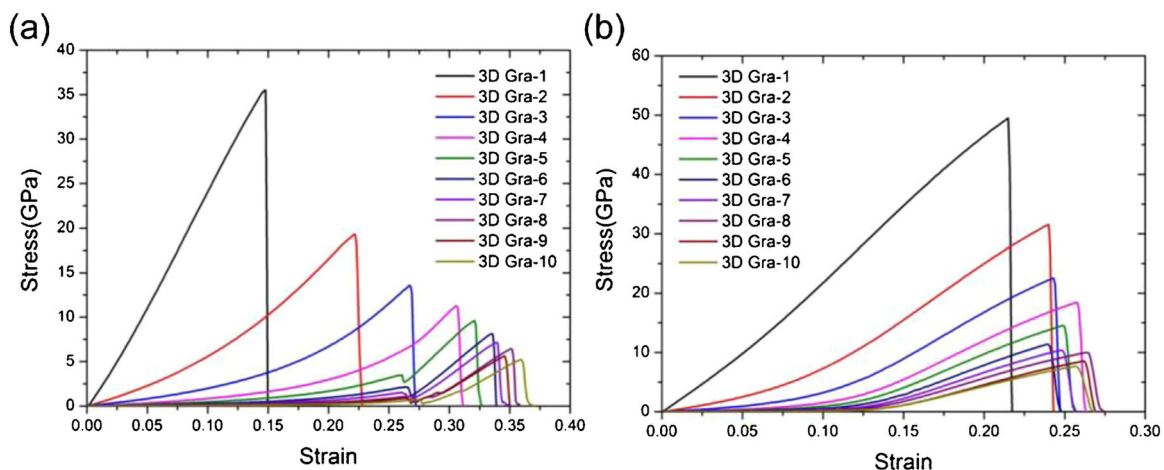 (a)
40
35
30
25
20
15
10
5
0
Stress(GPa)
0.00 0.05 0.10 0.15 0.20 0.25 0.30 0.35 0.40
Strain
3D Gra-1
3D Gra-2
3D Gra-3
3D Gra-4
3D Gra-5
3D Gra-6
3D Gra-7
3D Gra-8
3D Gra-9
3D Gra-10
(b)
60
50
40
30
20
10
0
Stress(GPa)
0.00 0.05 0.10 0.15 0.20 0.25 0.30
Strain
3D Gra-1
3D Gra-2
3D Gra-3
3D Gra-4
3D Gra-5
3D Gra-6
3D Gra-7
3D Gra-8
3D Gra-9
3D Gra-10